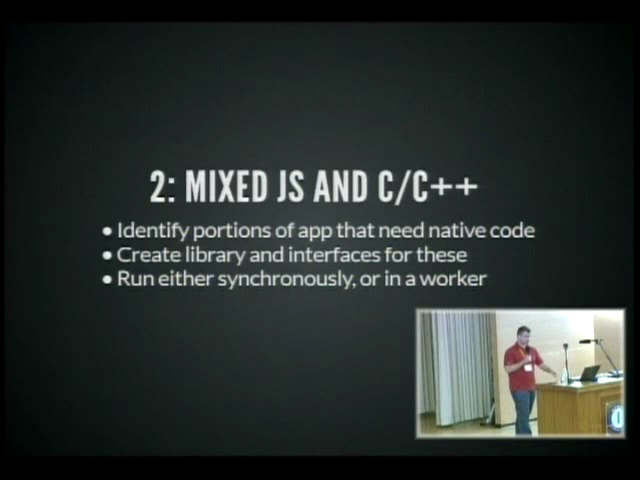 2: MIXED JS AND C/C++
• Identify portions of app that need native code
• Create library and interfaces for these
• Run either synchronously, or in a worker